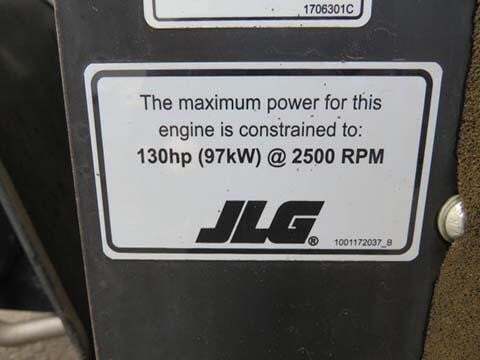 1706301C
The maximum power for this
engine is constrained to:
130hp (97kW) @ 2500 RPM
JLG® 1001172037_B